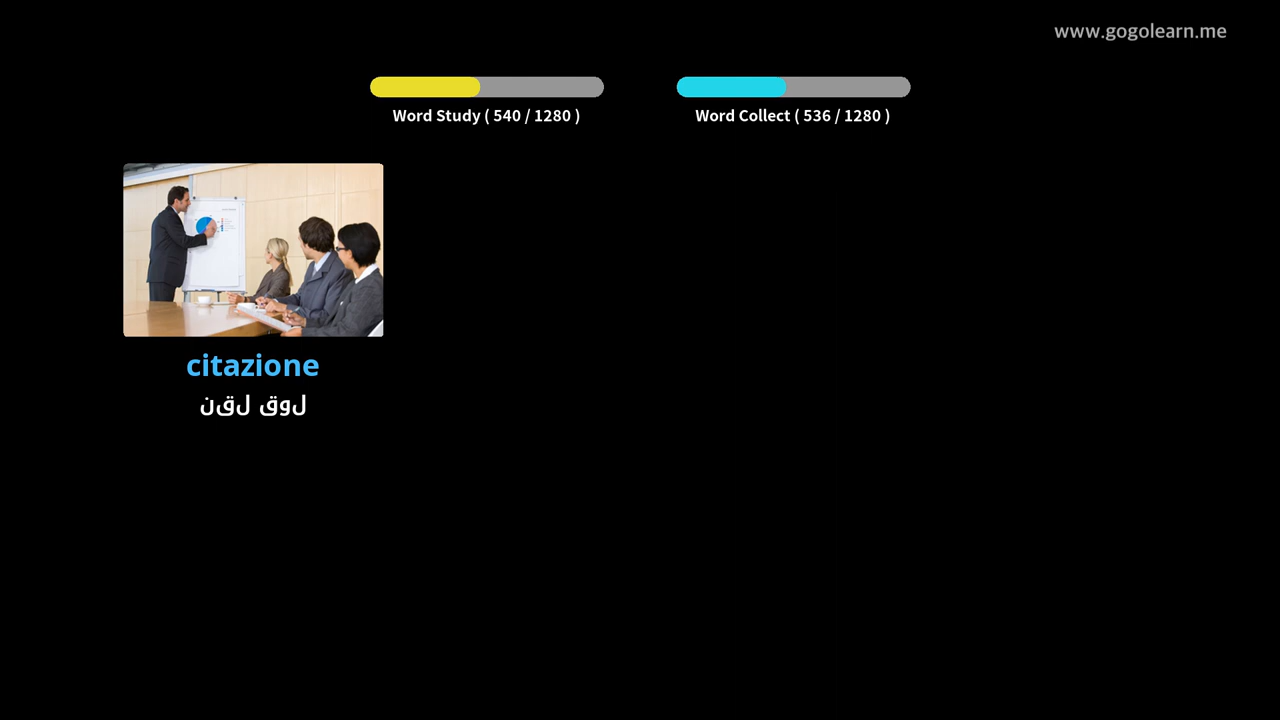 www.gogolearn.me
Word Study ( 540 / 1280 )
Word Collect ( 536 / 1280 )
citazione
لوق لقن